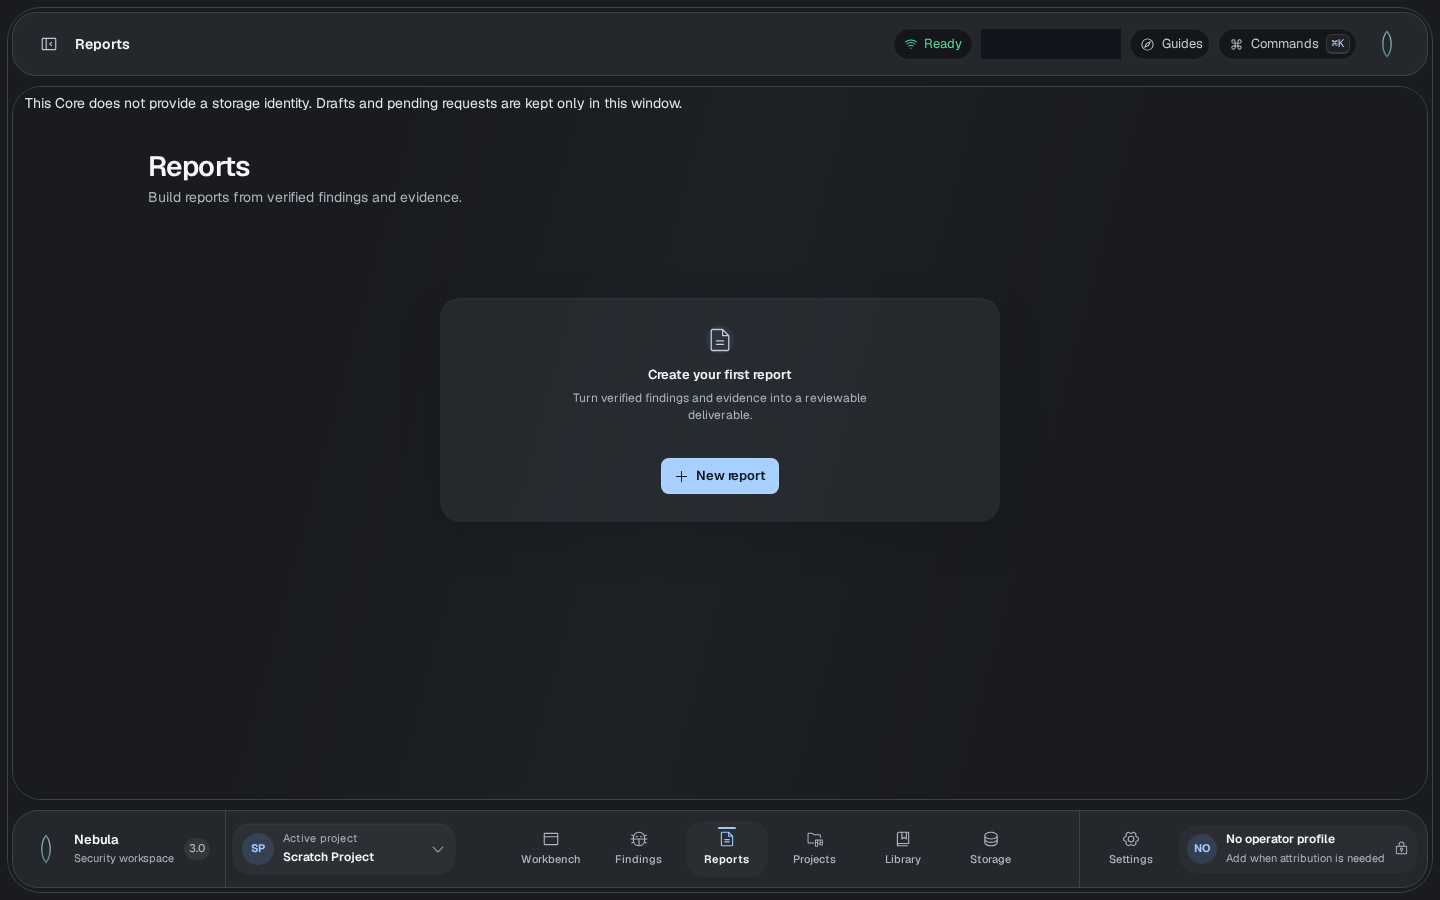 Reports
Ready
Guides
Commands
⌘K
This Core does not provide a storage identity. Drafts and pending requests are kept only in this window.
Reports
Build reports from verified findings and evidence.
Create your first report
Turn verified findings and evidence into a reviewable
deliverable.
New report
Nebula
Security workspace
3.0
SP
Active project
Scratch Project
Workbench
Findings
Reports
Projects
Library
Storage
Settings
NO
No operator profile
Add when attribution is needed